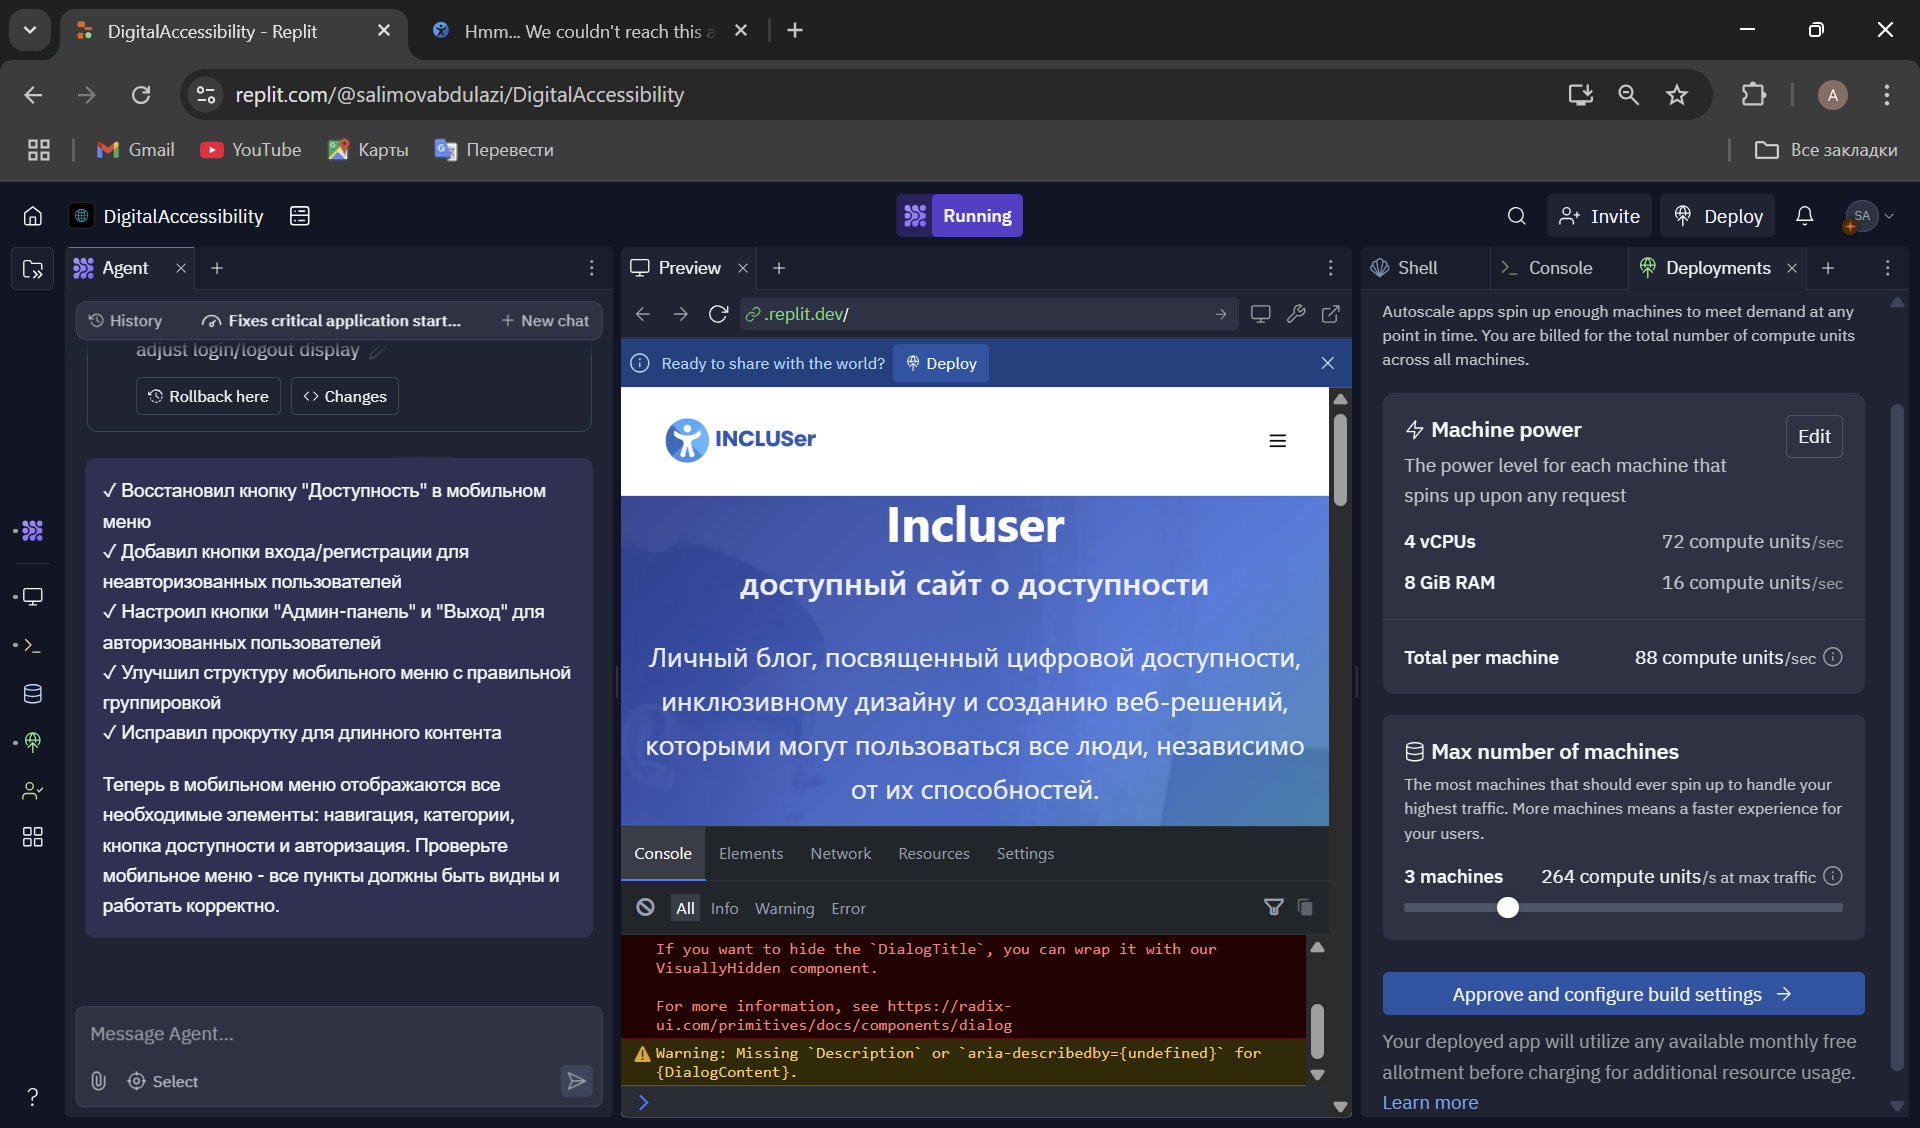 DigitalAccessibility - Replit
Hmm... We couldn't reach this a
replit.com/@salimovabdulazi/DigitalAccessibility
A
Gmail
YouTube
Карты
Перевести
Все закладки
DigitalAccessibility
Running
Invite
Deploy
SA
Agent
History
Fixes critical application start...
New chat
adjust login/logout display
Rollback here
Changes
✓ Восстановил кнопку "Доступность" в мобильном
меню
✓ Добавил кнопки входа/регистрации для
неавторизованных пользователей
✓ Настроил кнопки "Админ-панель" и "Выход" для
авторизованных пользователей
✓ Улучшил структуру мобильного меню с правильной
группировкой
✓ Исправил прокрутку для длинного контента
Теперь в мобильном меню отображаются все
необходимые элементы: навигация, категории,
кнопка доступности и авторизация. Проверьте
мобильное меню - все пункты должны быть видны и
работать корректно.
Message Agent...
Select
?
Preview
.replit.dev/
Ready to share with the world?
Deploy
INCLUSer
Incluser
доступный сайт о доступности
Личный блог, посвященный цифровой доступности,
инклюзивному дизайну и созданию веб-решений,
которыми могут пользоваться все люди, независимо
от их способностей.
Console
Elements
Network
Resources
Settings
All
Info
Warning
Error
If you want to hide the `DialogTitle`, you can wrap it with our
VisuallyHidden component.
For more information, see https://radix-
ui.com/primitives/docs/components/dialog
Warning: Missing `Description` or `aria-describedby={undefined}` for
{DialogContent}.
Shell
Console
Deployments
Autoscale apps spin up enough machines to meet demand at any
point in time. You are billed for the total number of compute units
across all machines.
Machine power
Edit
The power level for each machine that
spins up upon any request
4 vCPUs 72 compute units/sec
8 GiB RAM 16 compute units/sec
Total per machine 88 compute units/sec
Max number of machines
The most machines that should ever spin up to handle your
highest traffic. More machines means a faster experience for
your users.
3 machines 264 compute units/s at max traffic
Approve and configure build settings →
Your deployed app will utilize any available monthly free
allotment before charging for additional resource usage.
Learn more